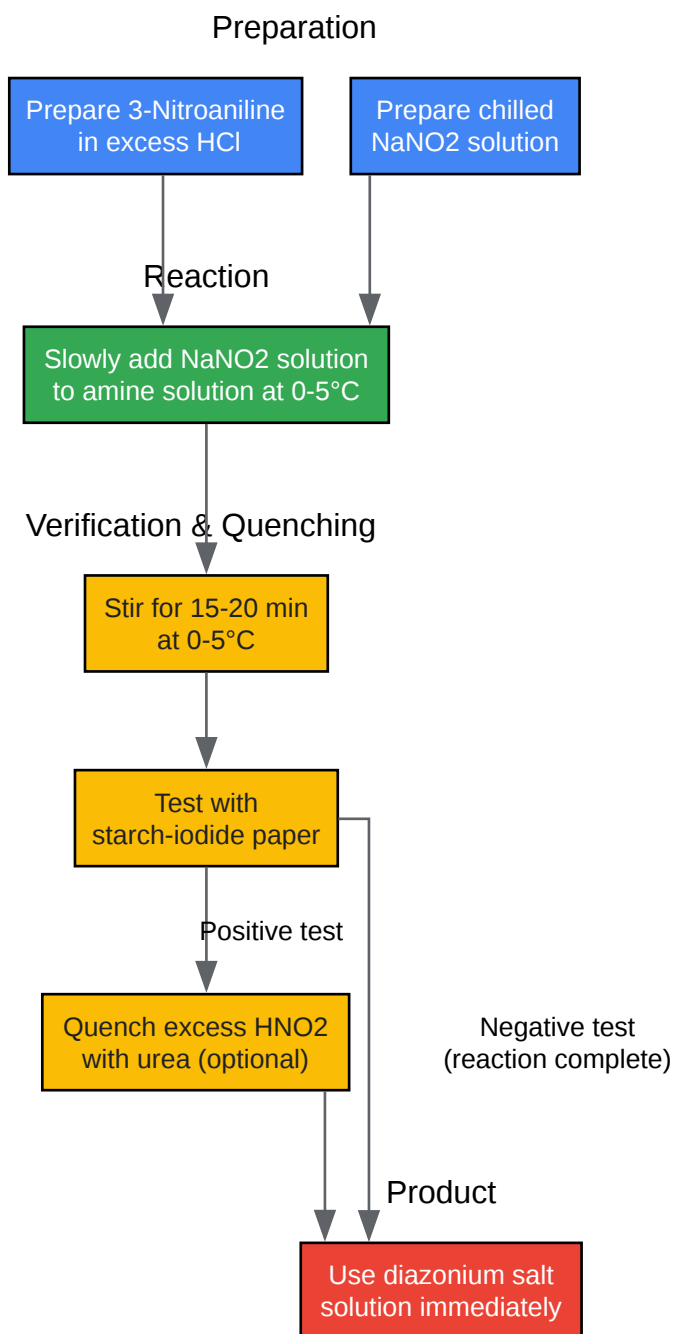 Preparation
Prepare 3-Nitroaniline
in excess HCl
Prepare chilled
NaNO2 solution
Reaction
Slowly add NaNO2 solution
to amine solution at 0-5°C
Verification & Quenching
Stir for 15-20 min
at 0-5°C
Test with
starch-iodide paper
Positive test
Quench excess HNO2
with urea (optional)
Negative test
(reaction complete)
Product
Use diazonium salt
solution immediately